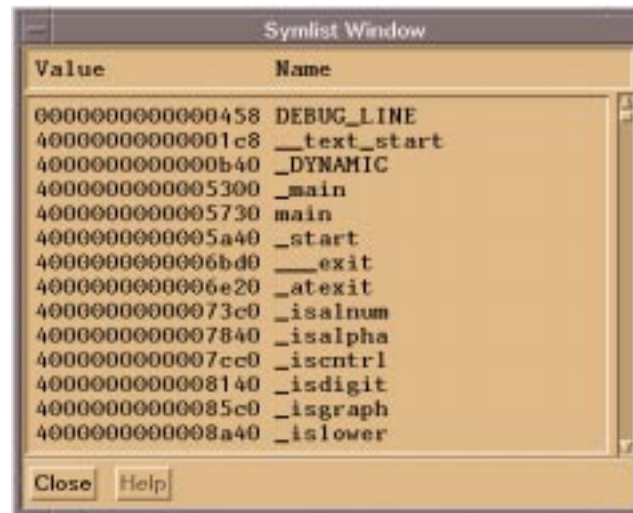 Symlist Window
Value Name
0000000000000458 DEBUG_LINE
40000000000001c8 __text_start
4000000000000b40 _DYNAMIC
4000000000005300 _main
4000000000005730 main
4000000000005a40 _start
4000000000006bd0 ___exit
4000000000006e20 _atexit
40000000000073c0 _isalnum
4000000000007840 _isalpha
4000000000007cc0 _iscntrl
4000000000008140 _isdigit
40000000000085c0 _isgraph
4000000000008a40 _islower
Close Help